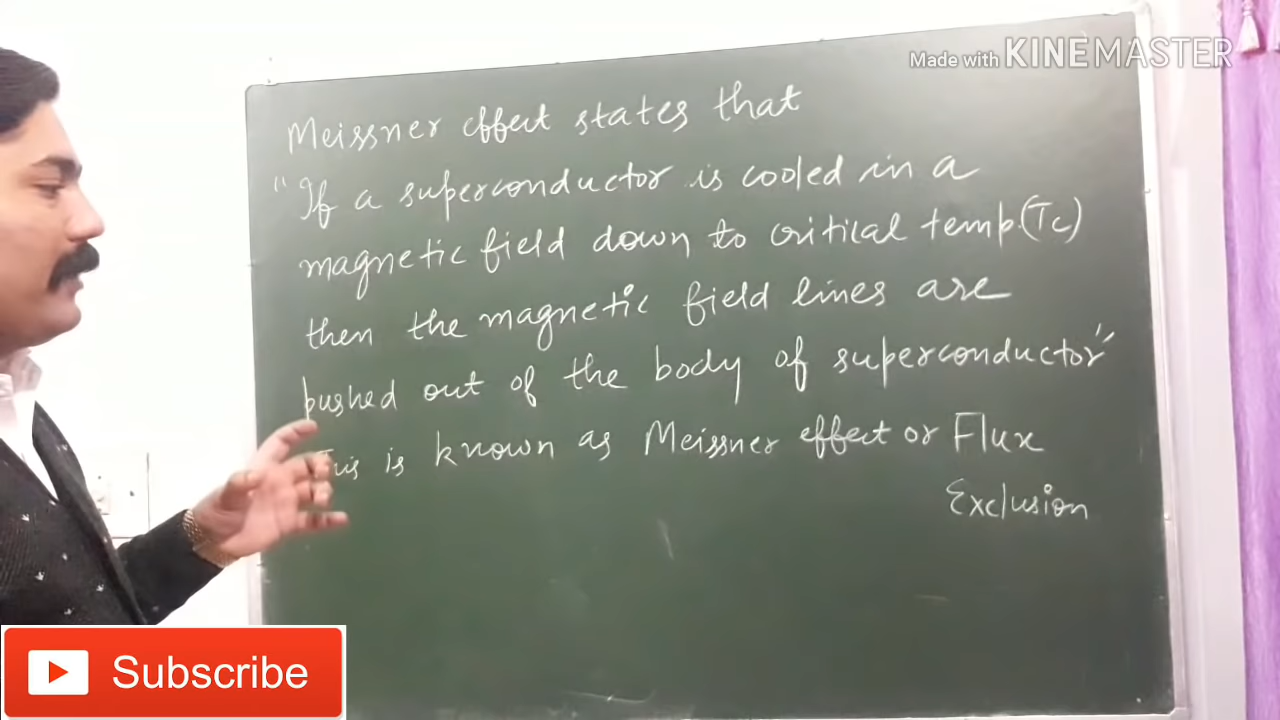 Made with KINEMASTER
Meissner effect states that
"If a superconductor is cooled in a
magnetic field down to critical temp.(Tc)
then the magnetic field lines are
pushed out of the body of superconductor"
This is known as Meissner effect or Flux
Exclusion
Subscribe